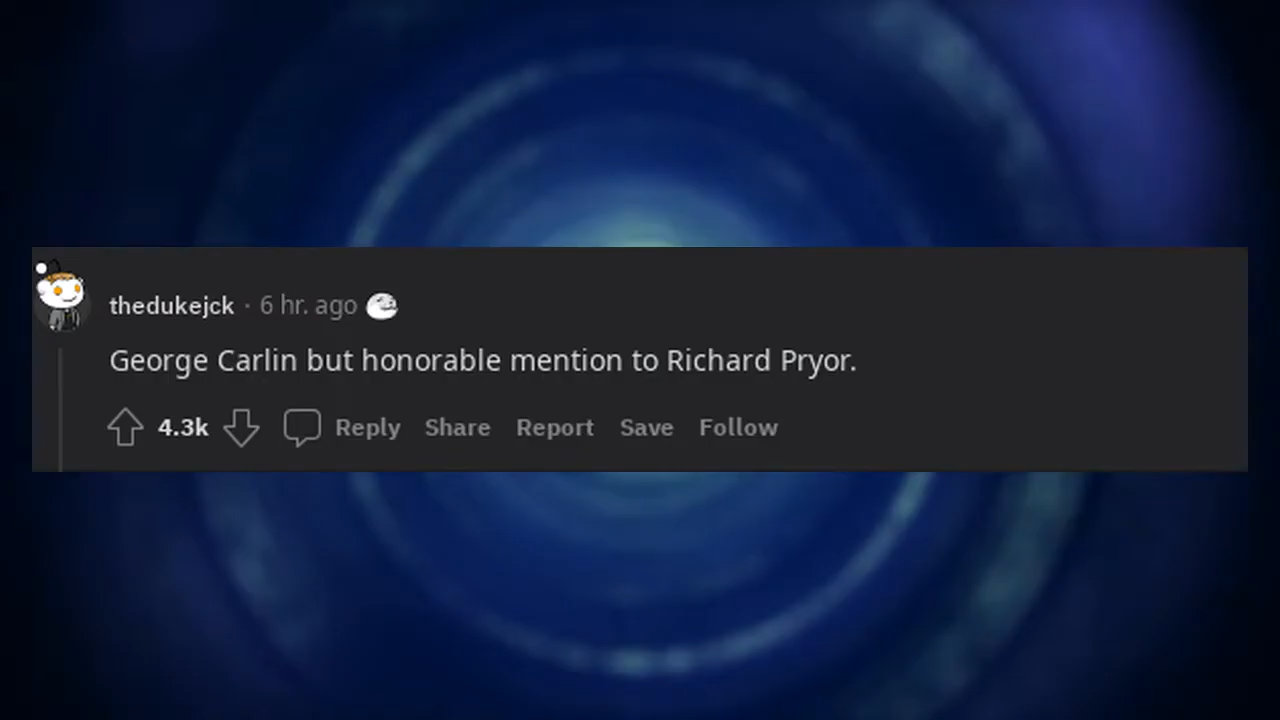 thedukejck · 6 hr. ago
George Carlin but honorable mention to Richard Pryor.
4.3k Reply Share Report Save Follow